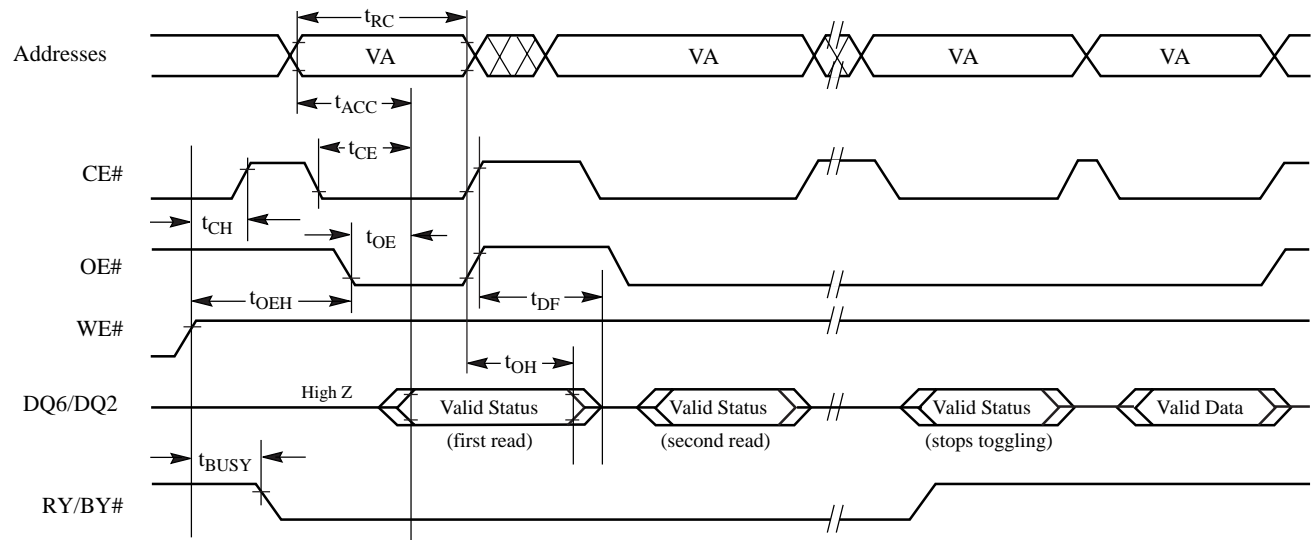 tRC
Addresses VA VA VA VA
tACC
tCE
CE#
tCH tOE
OE#
tOEH tDF
WE#
tOH
DQ6/DQ2 High Z Valid Status Valid Status Valid Status Valid Data
(first read) (second read) (stops toggling)
tBUSY
RY/BY#